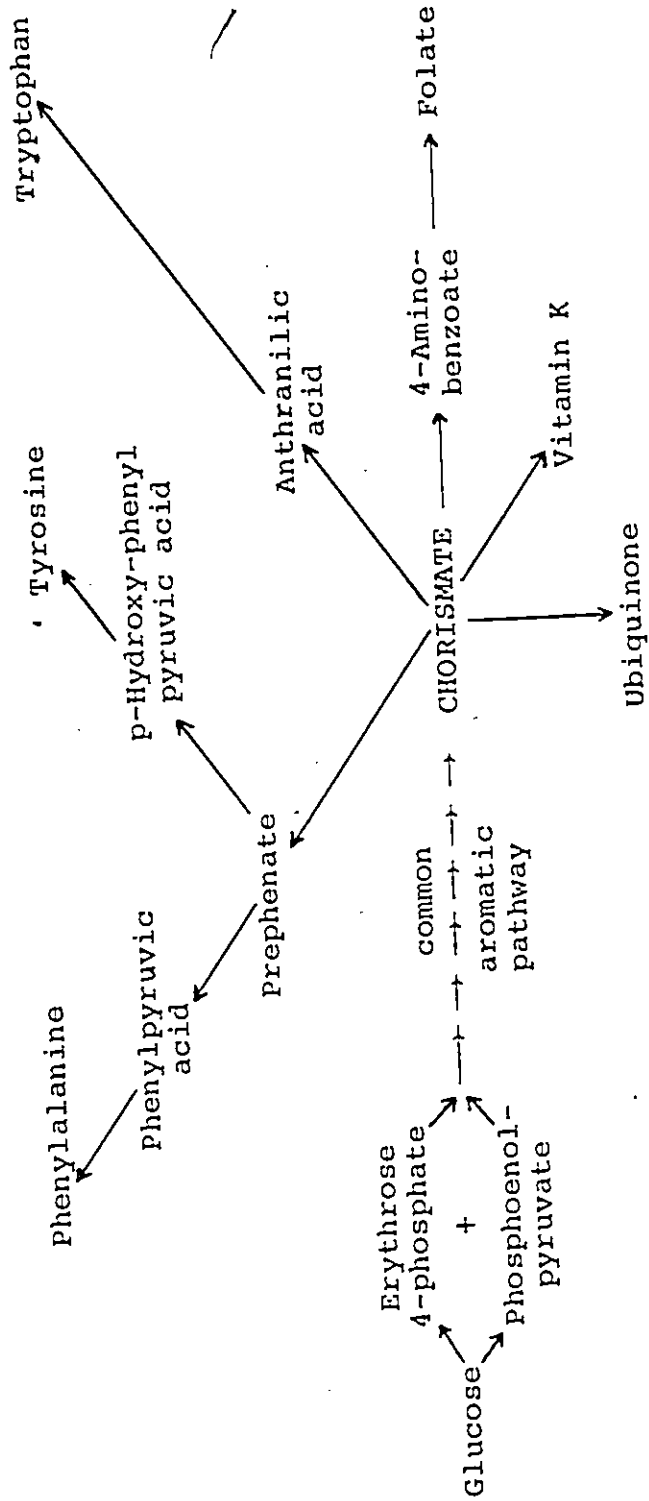 Tryptophan
Tyrosine
p-Hydroxy-phenyl
pyruvic acid
Phenylalanine
Phenylpyruvic
acid
Anthranilic
acid
Prephenate
Erythrose
4-phosphate
+
Phosphoenol-
pyruvate
Glucose
common
aromatic
pathway
CHORISMATE
4-Amino-
benzoate
Folate
Vitamin K
Ubiquinone